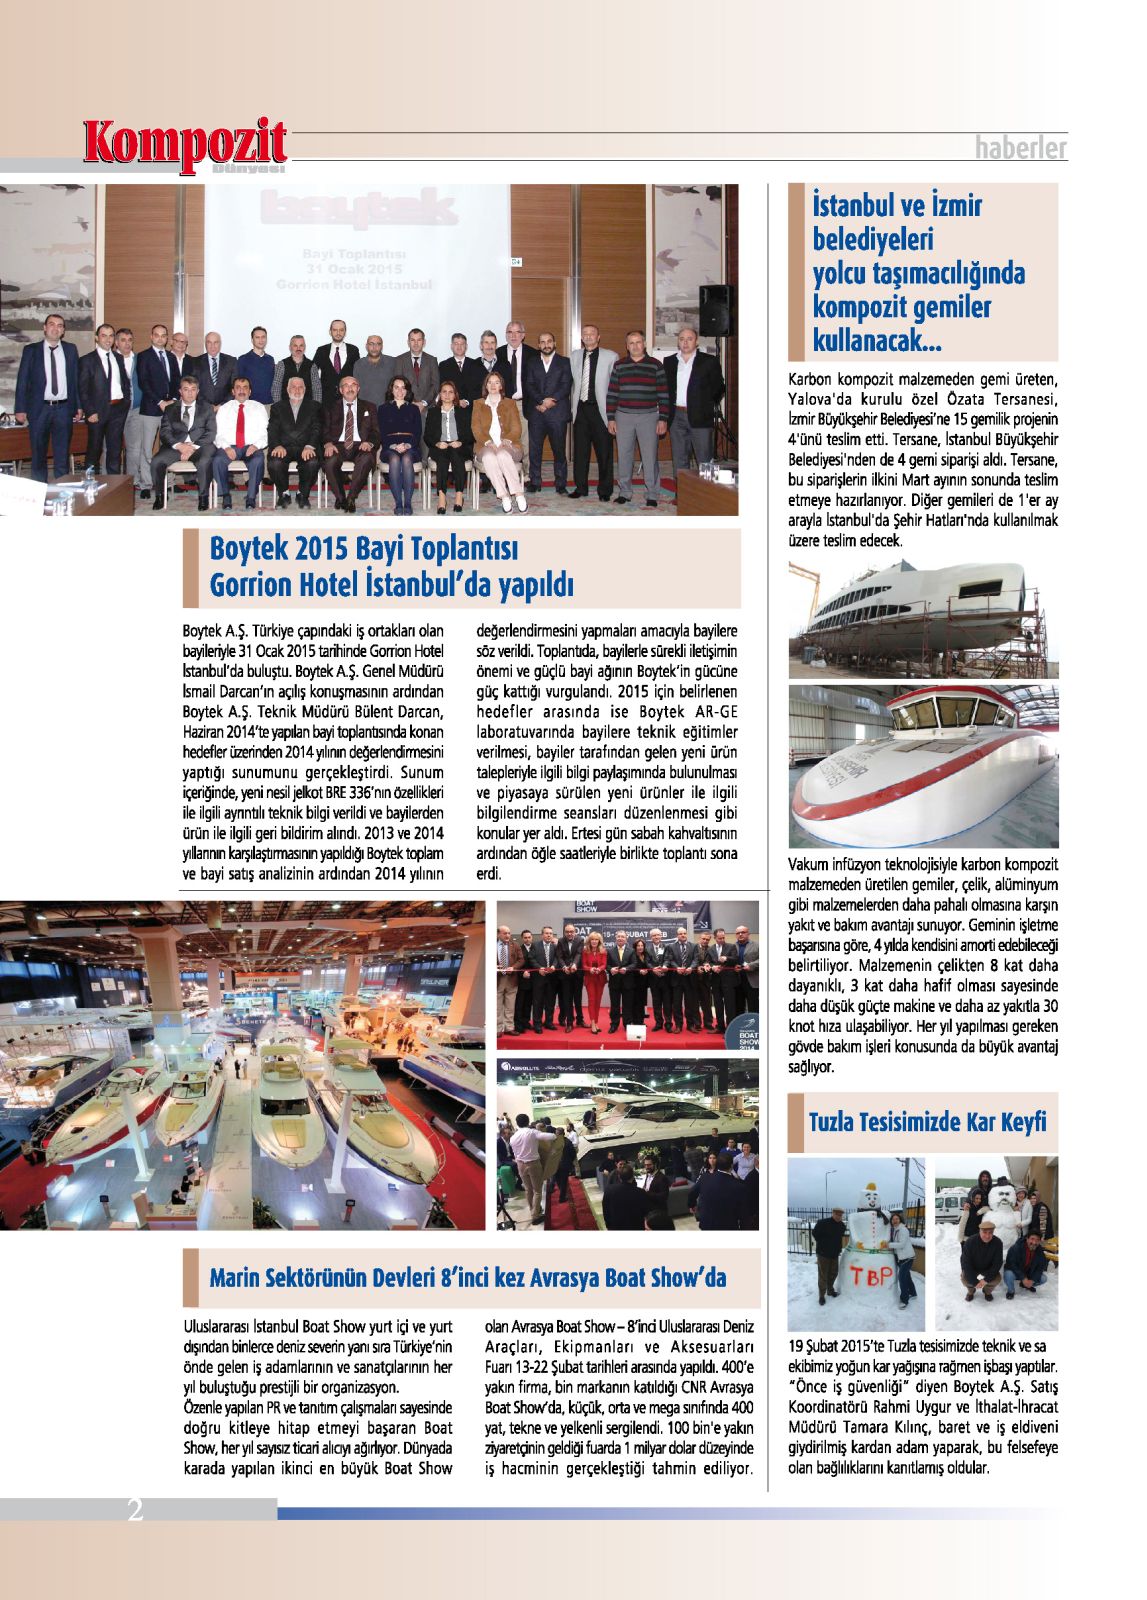 Kompozit
Dünyası
haberler
boytek
Bayi Toplantısı
31 Ocak 2015
Gorrion Hotel İstanbul
Boytek 2015 Bayi Toplantısı
Gorrion Hotel İstanbul’da yapıldı
Boytek A.Ş. Türkiye çapındaki iş ortakları olan
bayileriyle 31 Ocak 2015 tarihinde Gorrion Hotel
İstanbul’da buluştu. Boytek A.Ş. Genel Müdürü
İsmail Darcan’ın açılış konuşmasının ardından
Boytek A.Ş. Teknik Müdürü Bülent Darcan,
Haziran 2014’te yapılan bayi toplantısında konan
hedefler üzerinden 2014 yılının değerlendirmesini
yaptığı sunumunu gerçekleştirdi. Sunum
içeriğinde, yeni nesil jelkot BRE 336’nın özellikleri
ile ilgili ayrıntılı teknik bilgi verildi ve bayilerden
ürün ile ilgili geri bildirim alındı. 2013 ve 2014
yıllarının karşılaştırmasının yapıldığı Boytek toplam
ve bayi satış analizinin ardından 2014 yılının
değerlendirmesini yapmaları amacıyla bayilere
söz verildi. Toplantıda, bayilerle sürekli iletişimin
önemi ve güçlü bayi ağının Boytek’in gücüne
güç kattığı vurgulandı. 2015 için belirlenen
hedefler arasında ise Boytek AR-GE
laboratuvarında bayilere teknik eğitimler
verilmesi, bayiler tarafından gelen yeni ürün
talepleriyle ilgili bilgi paylaşımında bulunulması
ve piyasaya sürülen yeni ürünler ile ilgili
bilgilendirme seansları düzenlenmesi gibi
konular yer aldı. Ertesi gün sabah kahvaltısının
ardından öğle saatleriyle birlikte toplantı sona
erdi.
BOAT
SHOW
ABSOLUTE
BOAT
SHOW
2014
Marin Sektörünün Devleri 8’inci kez Avrasya Boat Show’da
Uluslararası İstanbul Boat Show yurt içi ve yurt
dışından binlerce deniz severin yanı sıra Türkiye’nin
önde gelen iş adamlarının ve sanatçılarının her
yıl buluştuğu prestijli bir organizasyon.
Özenle yapılan PR ve tanıtım çalışmaları sayesinde
doğru kitleye hitap etmeyi başaran Boat
Show, her yıl sayısız ticari alıcıyı ağırlıyor. Dünyada
karada yapılan ikinci en büyük Boat Show
olan Avrasya Boat Show – 8’inci Uluslararası Deniz
Araçları, Ekipmanları ve Aksesuarları
Fuarı 13-22 Şubat tarihleri arasında yapıldı. 400’e
yakın firma, bin markanın katıldığı CNR Avrasya
Boat Show’da, küçük, orta ve mega sınıfında 400
yat, tekne ve yelkenli sergilendi. 100 bin'e yakın
ziyaretçinin geldiği fuarda 1 milyar dolar düzeyinde
iş hacminin gerçekleştiği tahmin ediliyor.
İstanbul ve İzmir
belediyeleri
yolcu taşımacılığında
kompozit gemiler
kullanacak...
Karbon kompozit malzemeden gemi üreten,
Yalova'da kurulu özel Özata Tersanesi,
İzmir Büyükşehir Belediyesi’ne 15 gemilik projenin
4'ünü teslim etti. Tersane, İstanbul Büyükşehir
Belediyesi'nden de 4 gemi siparişi aldı. Tersane,
bu siparişlerin ilkini Mart ayının sonunda teslim
etmeye hazırlanıyor. Diğer gemileri de 1'er ay
arayla İstanbul'da Şehir Hatları'nda kullanılmak
üzere teslim edecek.
Vakum infüzyon teknolojisiyle karbon kompozit
malzemeden üretilen gemiler, çelik, alüminyum
gibi malzemelerden daha pahalı olmasına karşın
yakıt ve bakım avantajı sunuyor. Geminin işletme
başarısına göre, 4 yılda kendisini amorti edebileceği
belirtiliyor. Malzemenin çelikten 8 kat daha
dayanıklı, 3 kat daha hafif olması sayesinde
daha düşük güçte makine ve daha az yakıtla 30
knot hıza ulaşabiliyor. Her yıl yapılması gereken
gövde bakım işleri konusunda da büyük avantaj
sağlıyor.
Tuzla Tesisimizde Kar Keyfi
TBP
19 Şubat 2015’te Tuzla tesisimizde teknik ve sa
ekibimiz yoğun kar yağışına rağmen işbaşı yaptılar.
“Önce iş güvenliği” diyen Boytek A.Ş. Satış
Koordinatörü Rahmi Uygur ve İthalat-İhracat
Müdürü Tamara Kılınç, baret ve iş eldiveni
giydirilmiş kardan adam yaparak, bu felsefeye
olan bağlılıklarını kanıtlamış oldular.
2